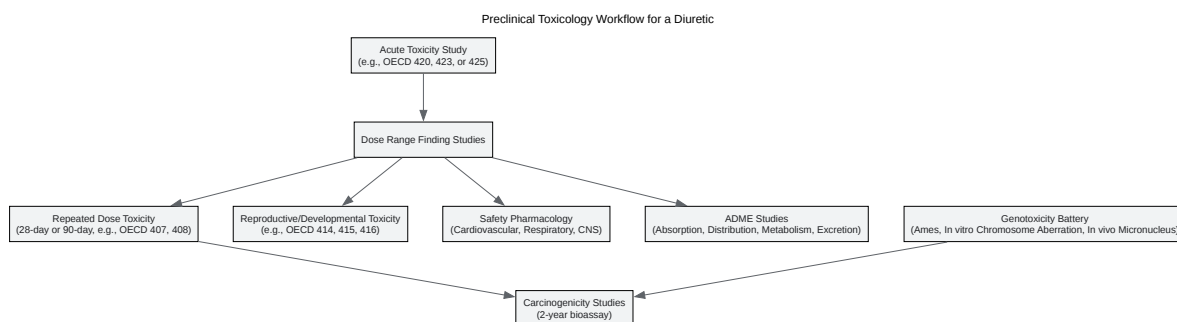 Preclinical Toxicology Workflow for a Diuretic
Acute Toxicity Study
(e.g., OECD 420, 423, or 425)
Dose Range Finding Studies
Repeated Dose Toxicity
(28-day or 90-day, e.g., OECD 407, 408)
Reproductive/Developmental Toxicity
(e.g., OECD 414, 415, 416)
Safety Pharmacology
(Cardiovascular, Respiratory, CNS)
ADME Studies
(Absorption, Distribution, Metabolism, Excretion)
Genotoxicity Battery
(Ames, In vitro Chromosome Aberration, In vivo Micronucleus)
Carcinogenicity Studies
(2-year bioassay)